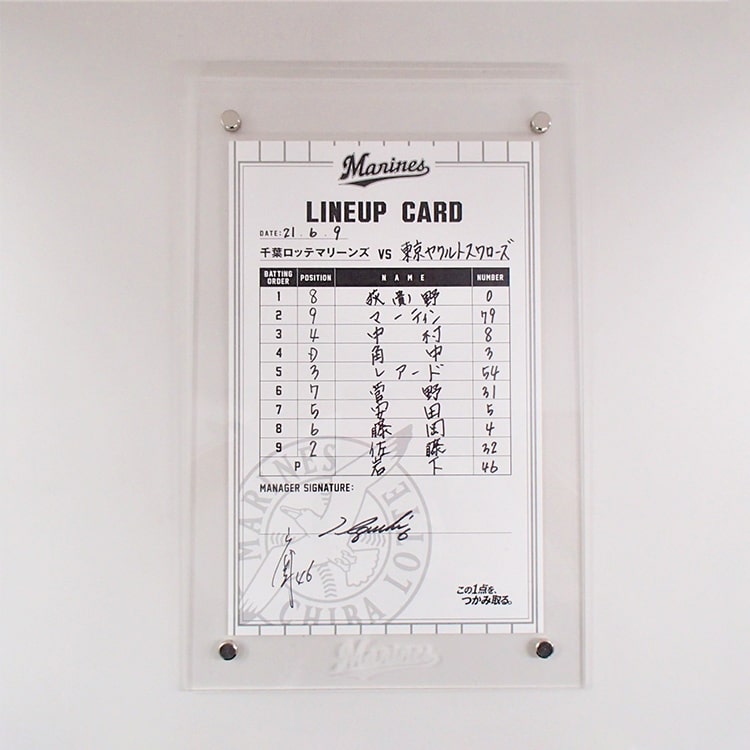 Marines
LINEUP CARD
DATE: 21.6.9
千葉ロッテマリーンズ VS 東京ヤクルトスワローズ
BATTING ORDER POSITION NAME NUMBER
1 8 荻貴野 0
2 9 マーティン 79
3 4 中村 8
4 D 角中 3
5 3 レアード 54
6 7 菅野 31
7 5 安田 5
8 6 藤岡 4
9 2 佐藤 32
P 岩下 46
MANAGER SIGNATURE:
46
MARINES
CHIBA LOTTE
この1点を、
つかみ取る。
Marines